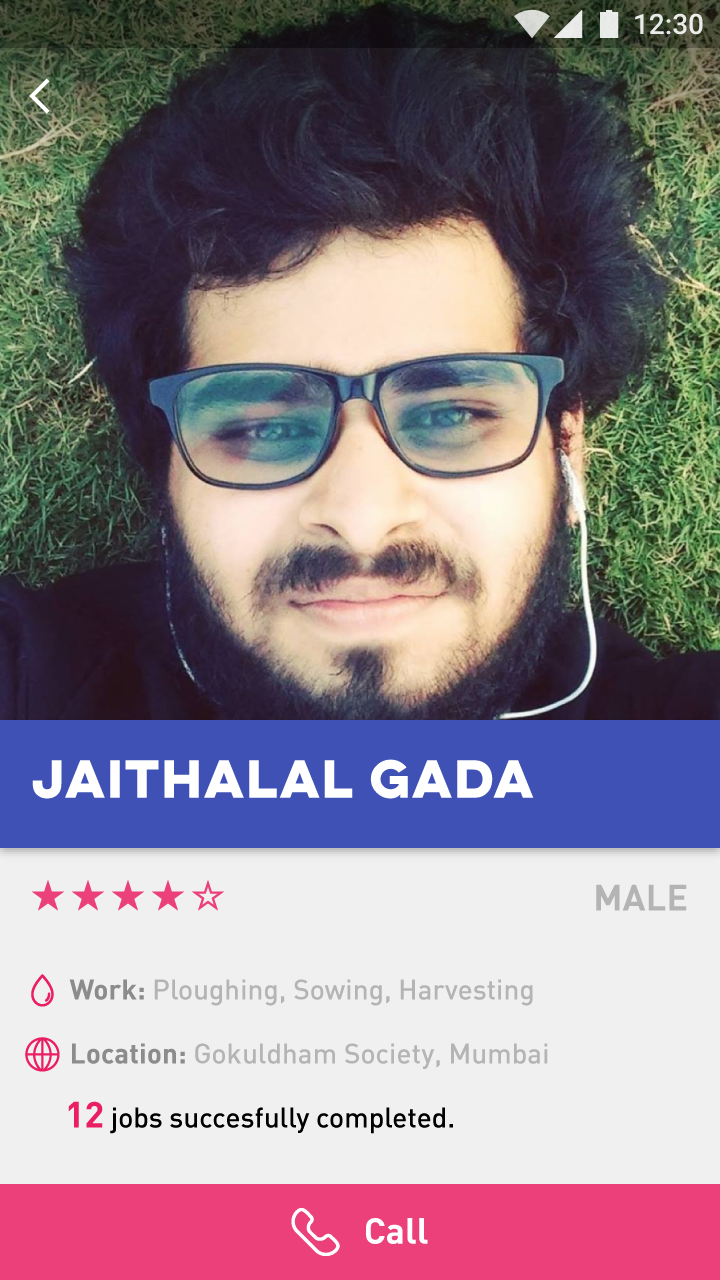 12:30
JAITHALAL GADA
MALE
Work: Ploughing, Sowing, Harvesting
Location: Gokuldham Society, Mumbai
12 jobs succesfully completed.
Call